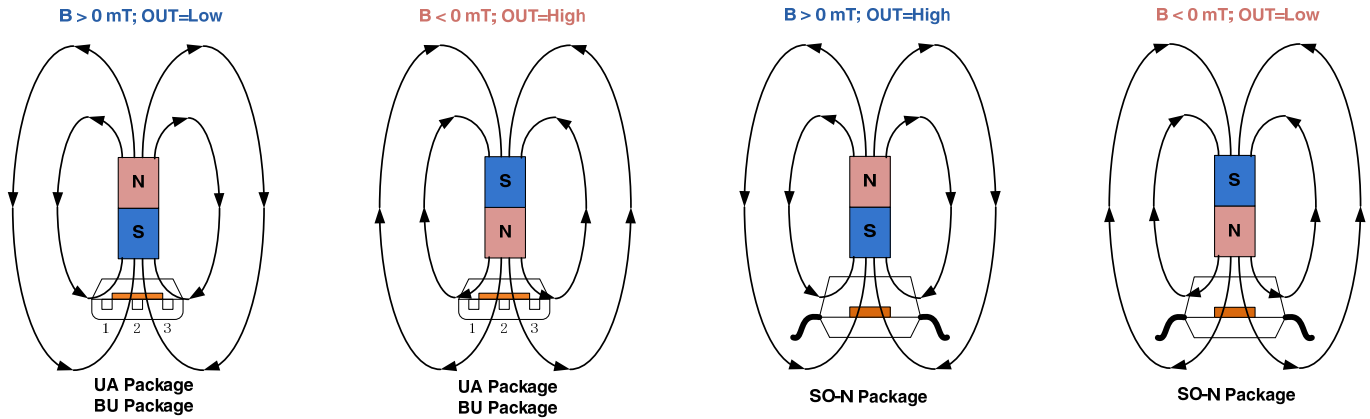 B > 0 mT; OUT=Low
N
S
1 2 3
UA Package
BU Package
B < 0 mT; OUT=High
S
N
1 2 3
UA Package
BU Package
B > 0 mT; OUT=High
N
S
SO-N Package
B < 0 mT; OUT=Low
S
N
SO-N Package